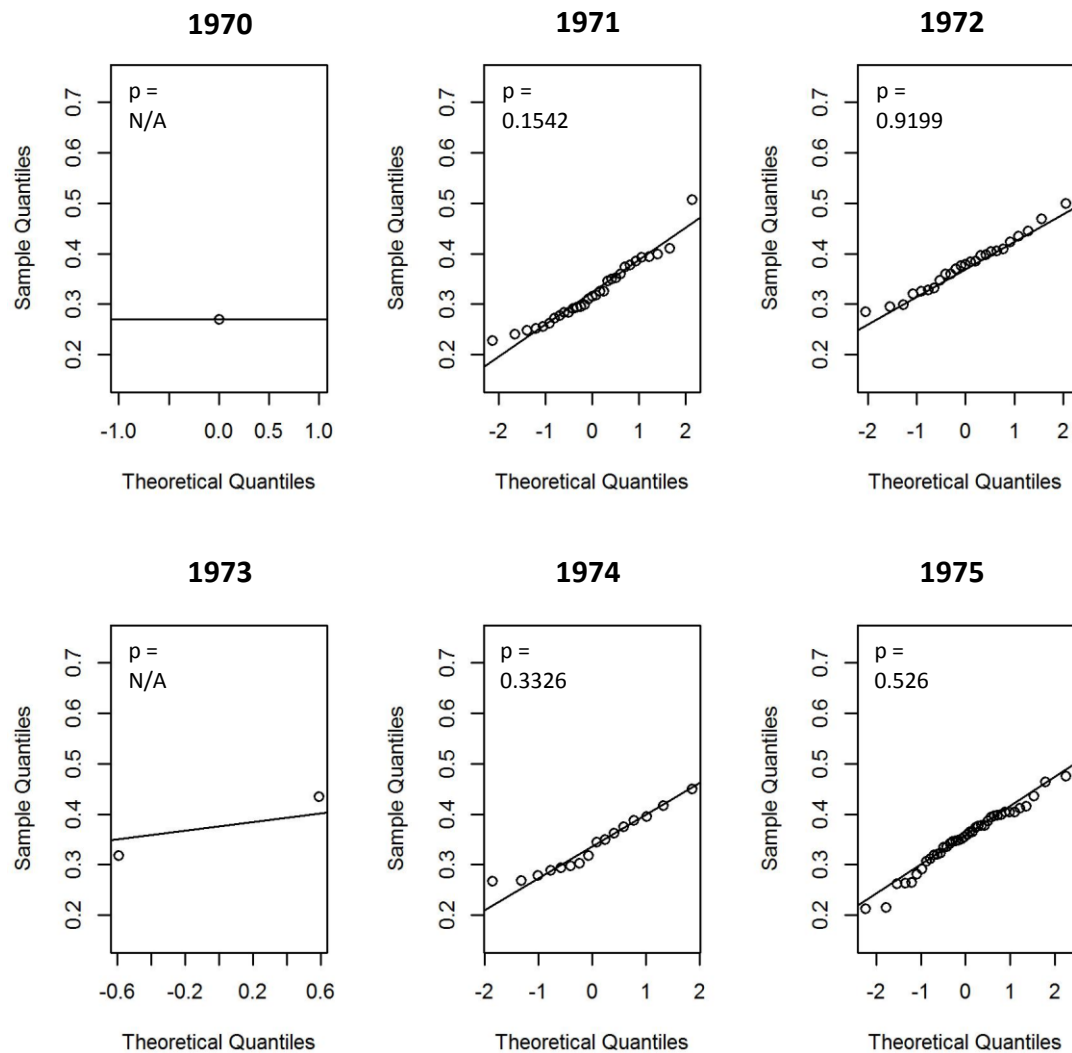 1970
p =
N/A
0.7
0.6
0.5
0.4
0.3
0.2
Sample Quantiles
-1.0 0.0 0.5 1.0
Theoretical Quantiles
1971
p =
0.1542
0.7
0.6
0.5
0.4
0.3
0.2
Sample Quantiles
-2 -1 0 1 2
Theoretical Quantiles
1972
p =
0.9199
0.7
0.6
0.5
0.4
0.3
0.2
Sample Quantiles
-2 -1 0 1 2
Theoretical Quantiles
1973
p =
N/A
0.7
0.6
0.5
0.4
0.3
0.2
Sample Quantiles
-0.6 -0.2 0.2 0.6
Theoretical Quantiles
1974
p =
0.3326
0.7
0.6
0.5
0.4
0.3
0.2
Sample Quantiles
-2 -1 0 1 2
Theoretical Quantiles
1975
p =
0.526
0.7
0.6
0.5
0.4
0.3
0.2
Sample Quantiles
-2 -1 0 1 2
Theoretical Quantiles